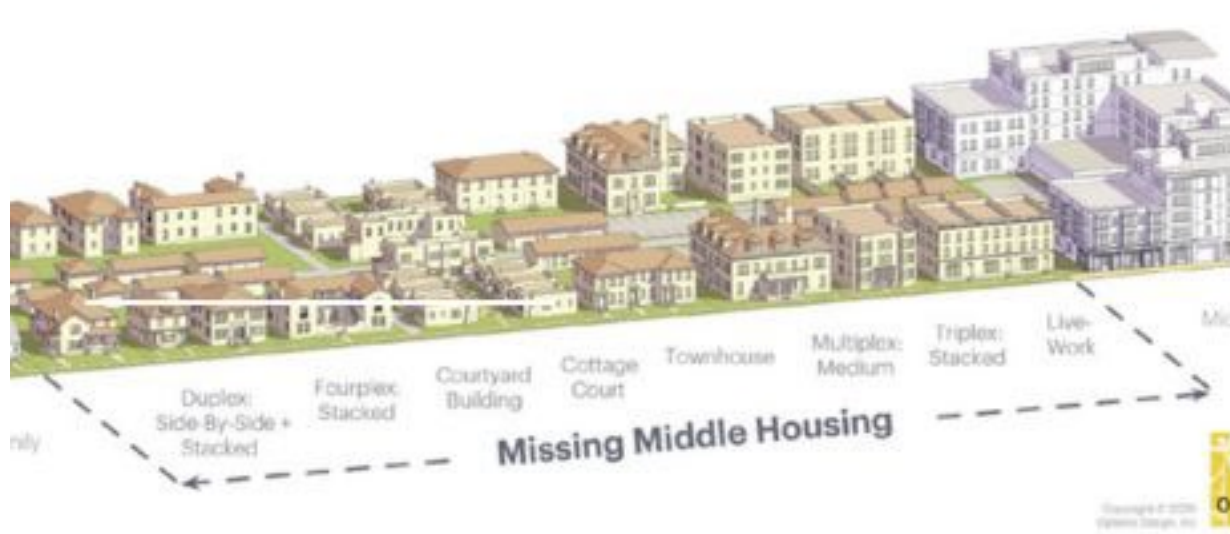 Duplex:
Side-By-Side +
Stacked
Fourplex:
Stacked
Courtyard
Building
Cottage
Court
Townhouse
Multiplex:
Medium
Triplex:
Stacked
Live-
Work
Missing Middle Housing